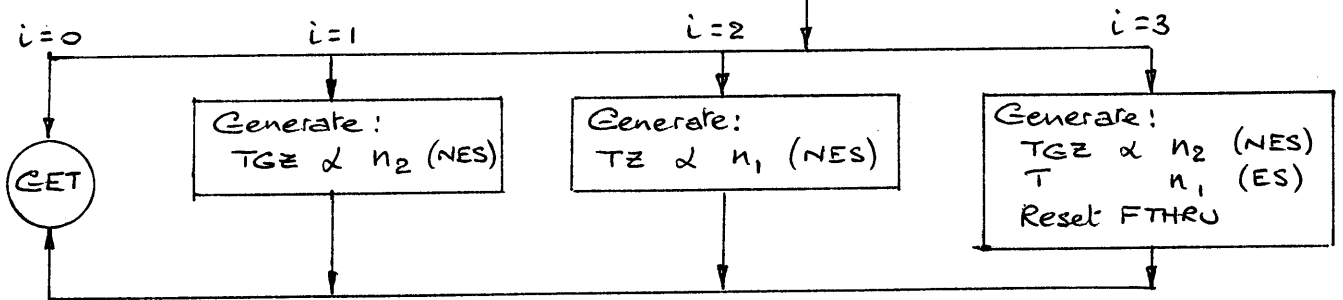 i=0
i=1
i=2
i=3
GET
Generate:
TGZ α n₂ (NES)
Generate:
TZ α n₁ (NES)
Generate:
TGZ α n₂ (NES)
T n₁ (ES)
Reset FTHRU